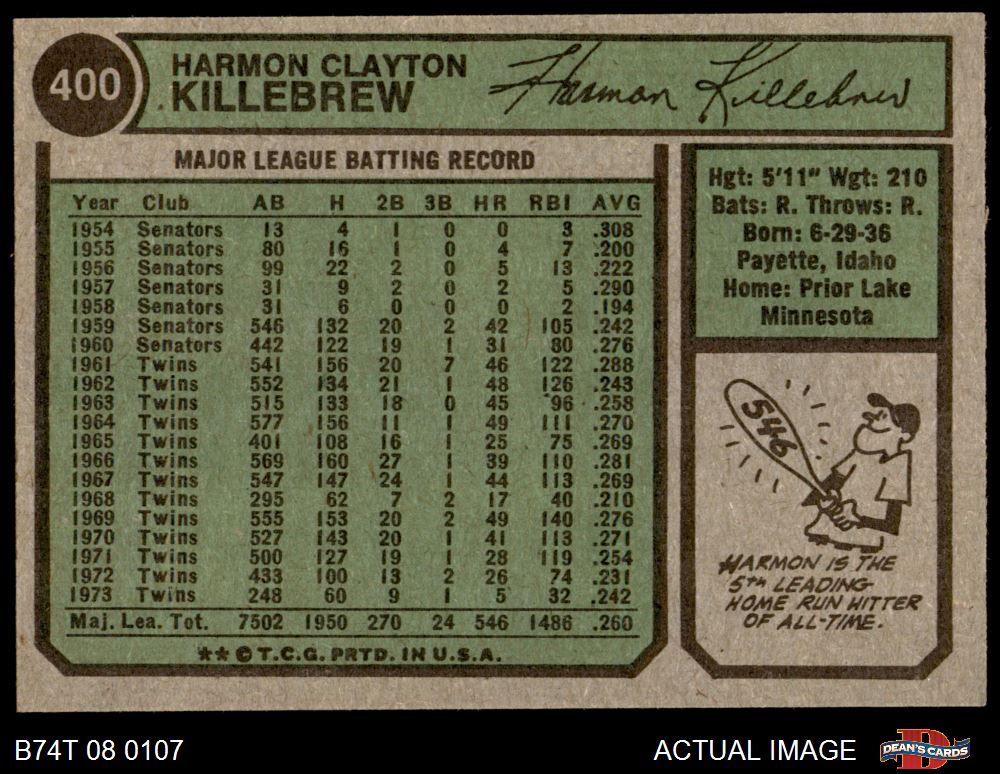 400
HARMON CLAYTON
KILLEBREW
Harmon Killebrew
MAJOR LEAGUE BATTING RECORD
Year Club AB H 2B 3B HR RBI AVG
1954 Senators 13 4 1 0 0 3 .308
1955 Senators 80 16 1 0 4 7 .200
1956 Senators 99 22 2 0 5 13 .222
1957 Senators 31 9 2 0 2 5 .290
1958 Senators 31 6 0 0 0 2 .194
1959 Senators 546 132 20 2 42 105 .242
1960 Senators 442 122 19 1 31 80 .276
1961 Twins 541 156 20 7 46 122 .288
1962 Twins 552 134 21 1 48 126 .243
1963 Twins 515 133 18 0 45 96 .258
1964 Twins 577 156 11 1 49 111 .270
1965 Twins 401 108 16 1 25 75 .269
1966 Twins 569 160 27 1 39 110 .281
1967 Twins 547 147 24 1 44 113 .269
1968 Twins 295 62 7 2 17 40 .210
1969 Twins 555 153 20 2 49 140 .276
1970 Twins 527 143 20 1 41 113 .271
1971 Twins 500 127 19 1 28 119 .254
1972 Twins 433 100 13 2 26 74 .231
1973 Twins 248 60 9 1 5 32 .242
Maj. Lea. Tot. 7502 1950 270 24 546 1486 .260
★★ © T.C.G. PRTD. IN U.S.A.
Hgt: 5'11" Wgt: 210
Bats: R. Throws: R.
Born: 6-29-36
Payette, Idaho
Home: Prior Lake
Minnesota
546
HARMON IS THE
5TH LEADING
HOME RUN HITTER
OF ALL-TIME.
B74T 08 0107
ACTUAL IMAGE
DEAN'S CARDS